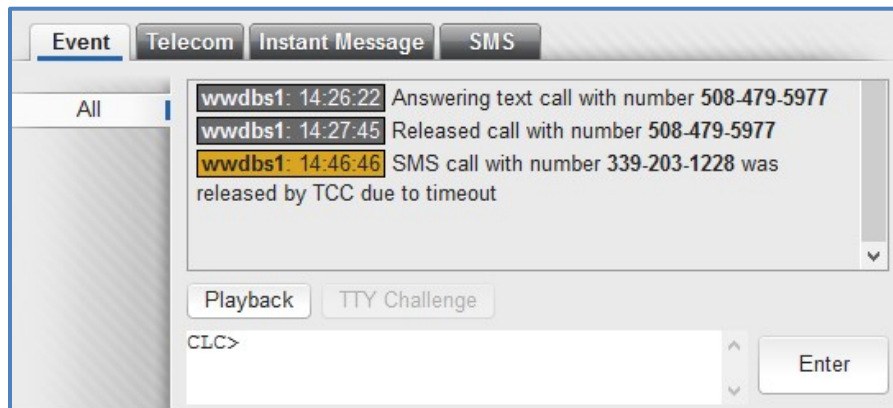 Event Telecom Instant Message SMS
All
wwdbs1: 14:26:22 Answering text call with number 508-479-5977
wwdbs1: 14:27:45 Released call with number 508-479-5977
wwdbs1: 14:46:46 SMS call with number 339-203-1228 was
released by TCC due to timeout
Playback TTY Challenge
CLC>
Enter